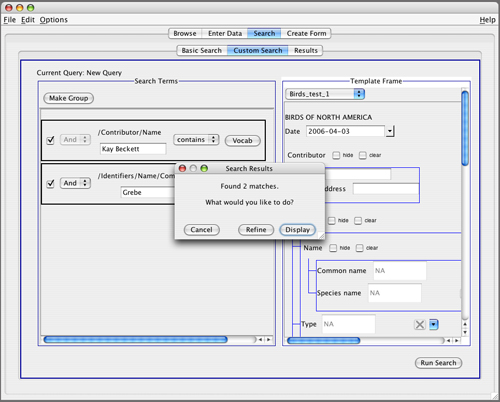 File Edit Options Help
Browse Enter Data Search Create Form
Basic Search Custom Search Results
Current Query: New Query
Search Terms
Template Frame
Make Group
Birds_test_1
BIRDS OF NORTH AMERICA
Date 2006-04-03
And /Contributor/Name contains Vocab
Kay Beckett
Contributor hide clear
And /Identifiers/Name/Com
Grebe
address
Search Results
Found 2 matches.
What would you like to do?
Cancel Refine Display
hide clear
Name hide clear
Common name NA
Species name NA
Type NA
Run Search